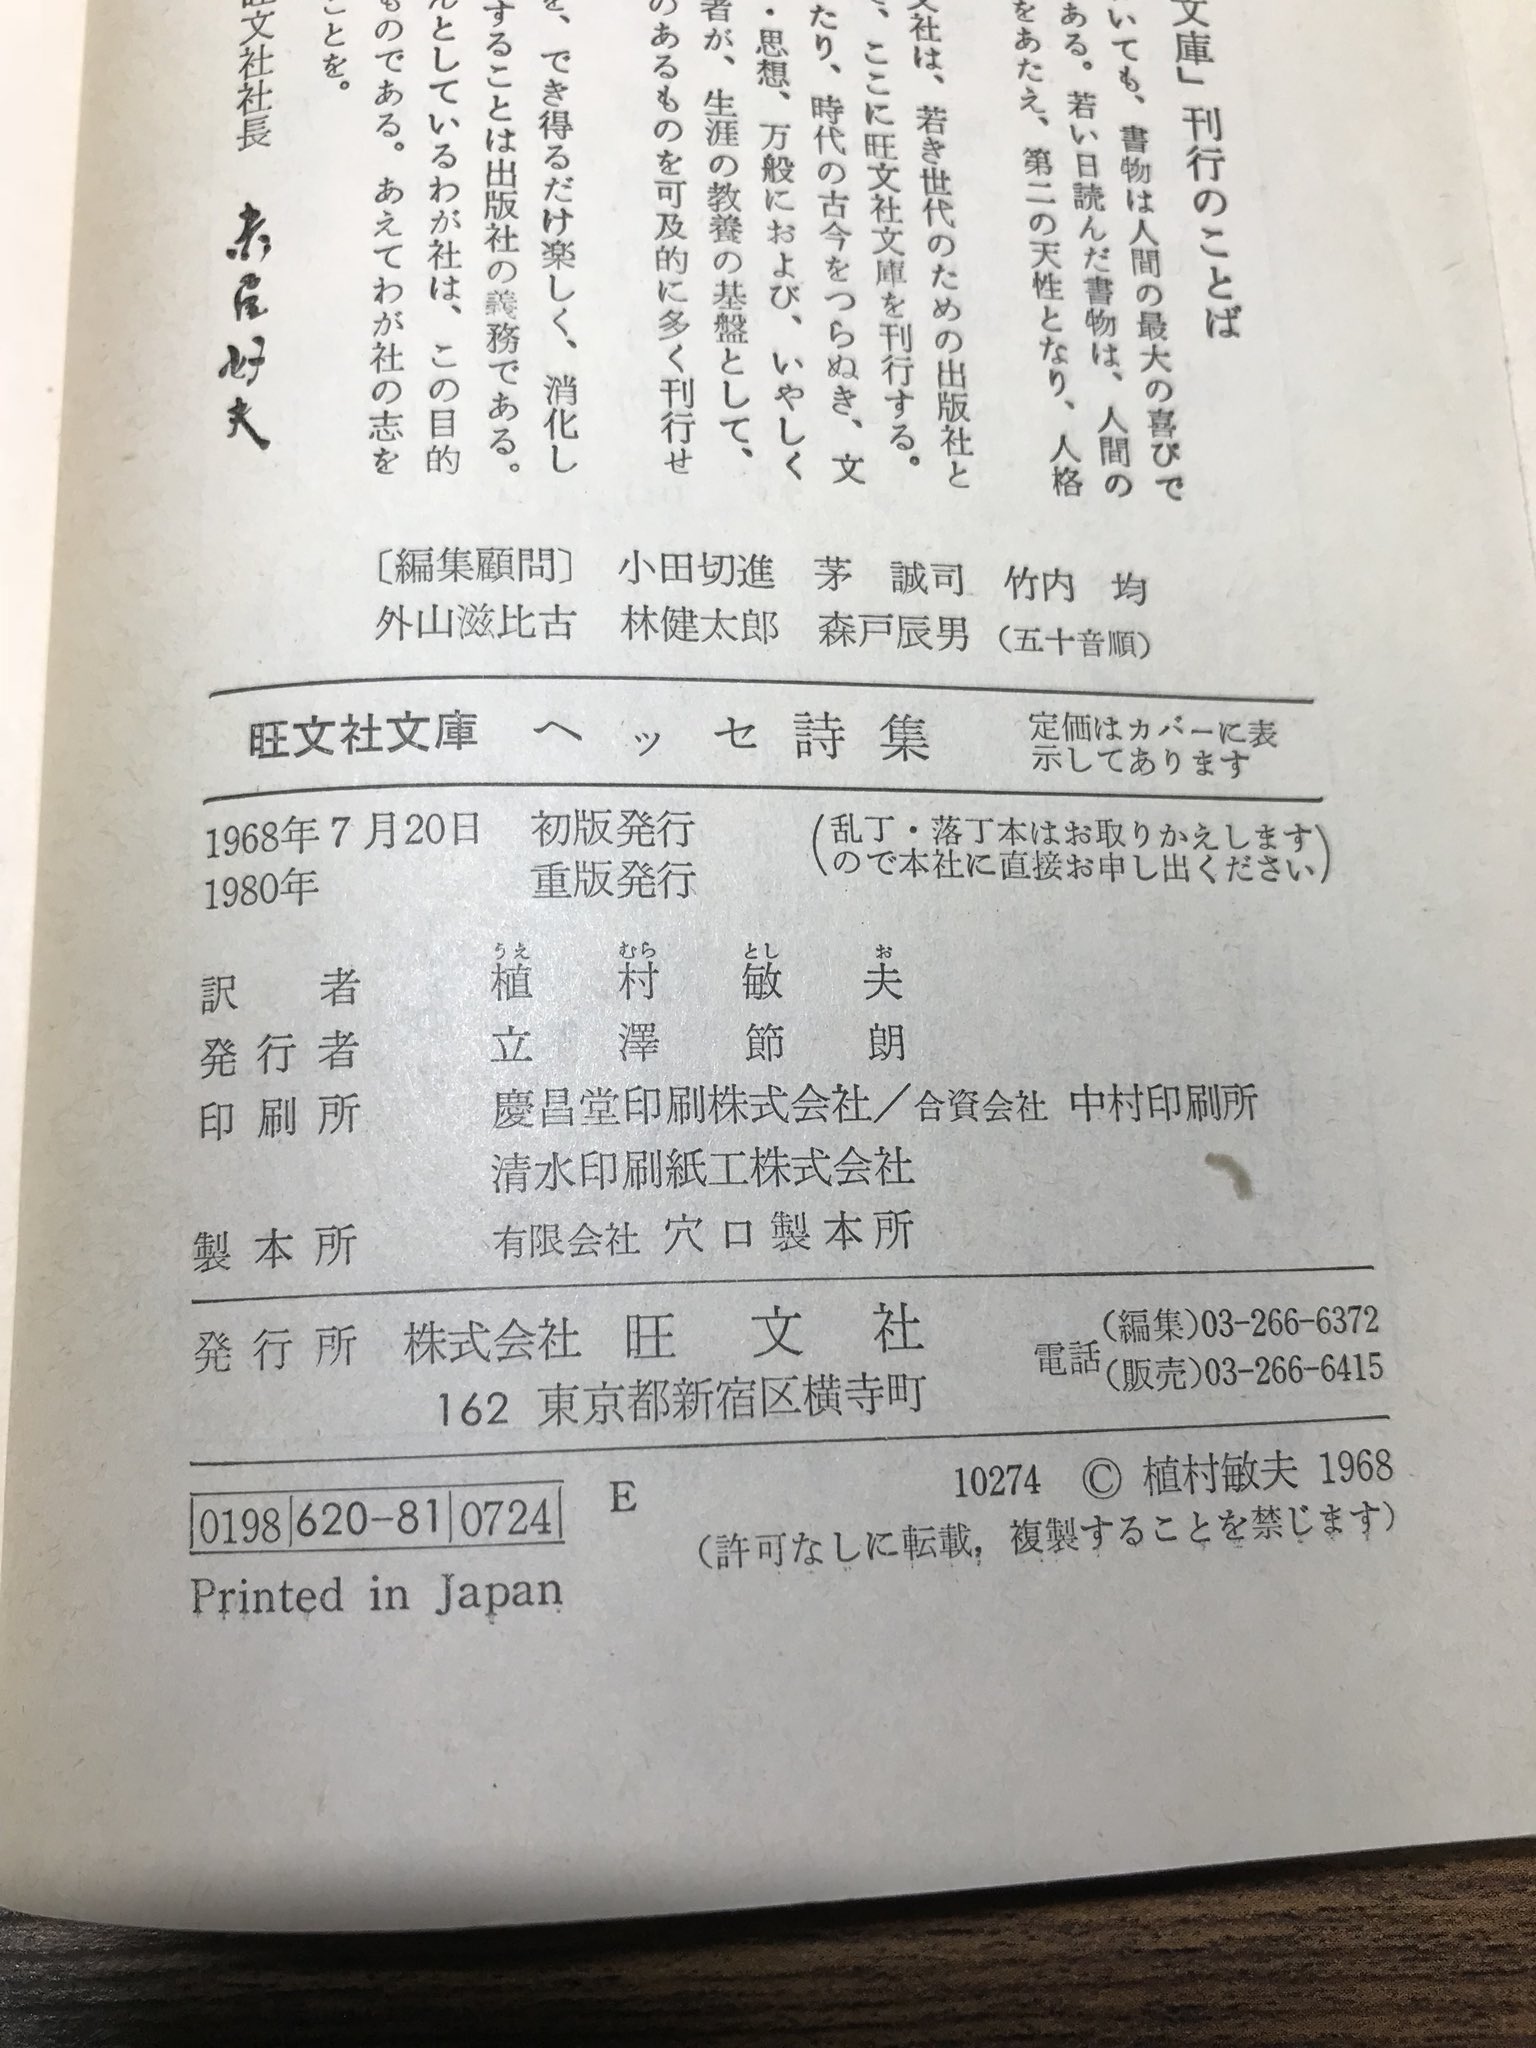 文庫」刊行のことば
いても、書物は人間の最大の喜びで
ある。若い日読んだ書物は、人間の
をあたえ、第二の天性となり、人格
文社は、若き世代のための出版社と
、ここに旺文社文庫を刊行する。
たり、時代の古今をつらぬき、文
・思想、万般におよび、いやしく
者が、生涯の教養の基盤として、
のあるものを可及的に多く刊行せ
を、でき得るだけ楽しく、消化し
することは出版社の義務である。
んとしているわが社は、この目的
ものである。あえてわが社の志を
ことを。
旺文社社長 赤尾好夫
〔編集顧問〕 小田切進 茅 誠司 竹内 均
外山滋比古 林健太郎 森戸辰男 (五十音順)
旺文社文庫 ヘッセ詩集 定価はカバーに表
示してあります
1968年7月20日 初版発行 (乱丁・落丁本はお取りかえします
1980年 重版発行 ので本社に直接お申し出ください)
うえ むら とし お
訳者 植村敏夫
発行者 立澤節朗
印刷所 慶昌堂印刷株式会社/合資会社 中村印刷所
清水印刷紙工株式会社
製本所 有限会社 穴口製本所
発行所 株式会社 旺文社 電話(編集)03-266-6372
(販売)03-266-6415
162 東京都新宿区横寺町
0198|620-81|0724 E 10274 © 植村敏夫 1968
(許可なしに転載，複製することを禁じます)
Printed in Japan